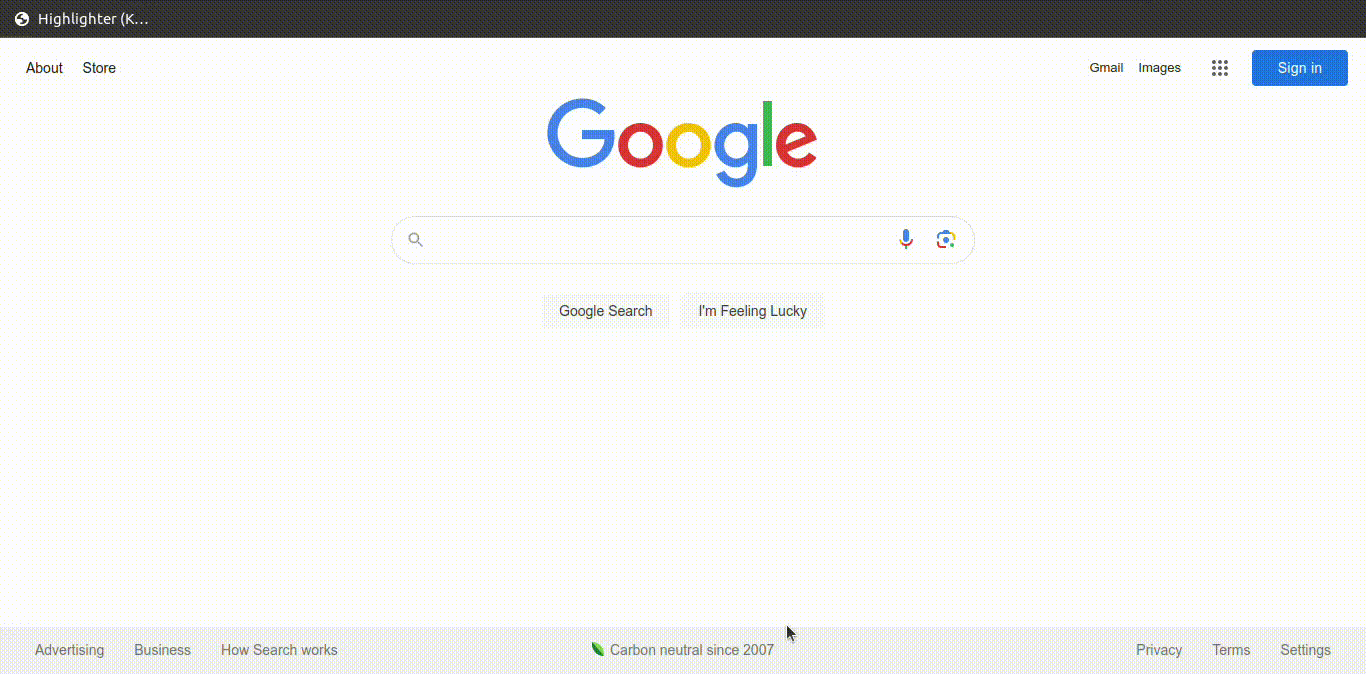 Highlighter (K...
About Store Gmail Images Sign in
Google
Google Search I'm Feeling Lucky
Advertising Business How Search works Carbon neutral since 2007 Privacy Terms Settings